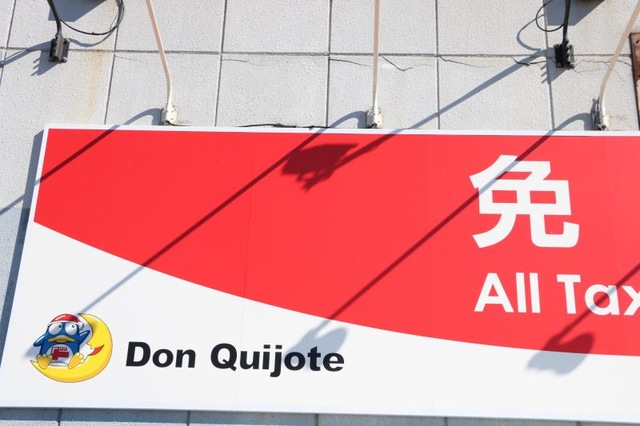 免
All Tax
Don Quijote